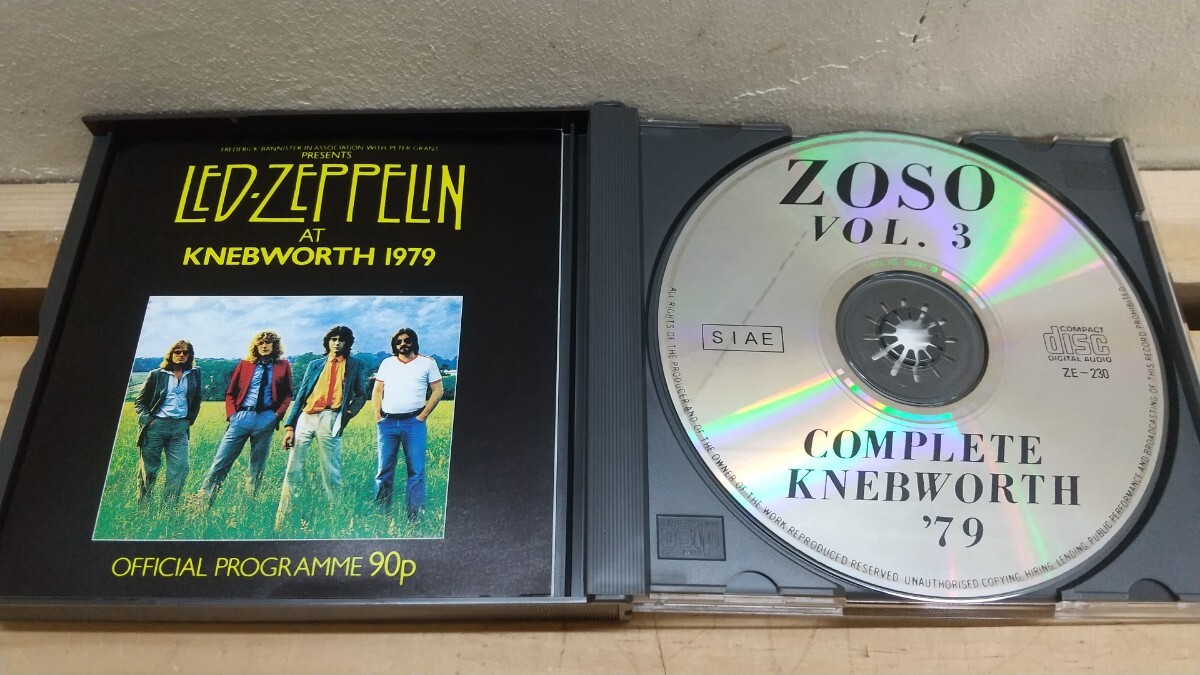 FREDERICK BANNISTER IN ASSOCIATION WITH PETER GRANT
PRESENTS
LED-ZEPPELIN
AT
KNEBWORTH 1979
OFFICIAL PROGRAMME 90p
ZOSO
VOL. 3
SIAE
COMPACT
disc
DIGITAL AUDIO
ZE-230
COMPLETE
KNEBWORTH
'79
ALL RIGHTS OF THE PRODUCER AND OF THE OWNER OF THE WORK REPRODUCED RESERVED. UNAUTHORISED COPYING, HIRING, LENDING, PUBLIC PERFORMANCE AND BROADCASTING OF THIS RECORD PROHIBITED.